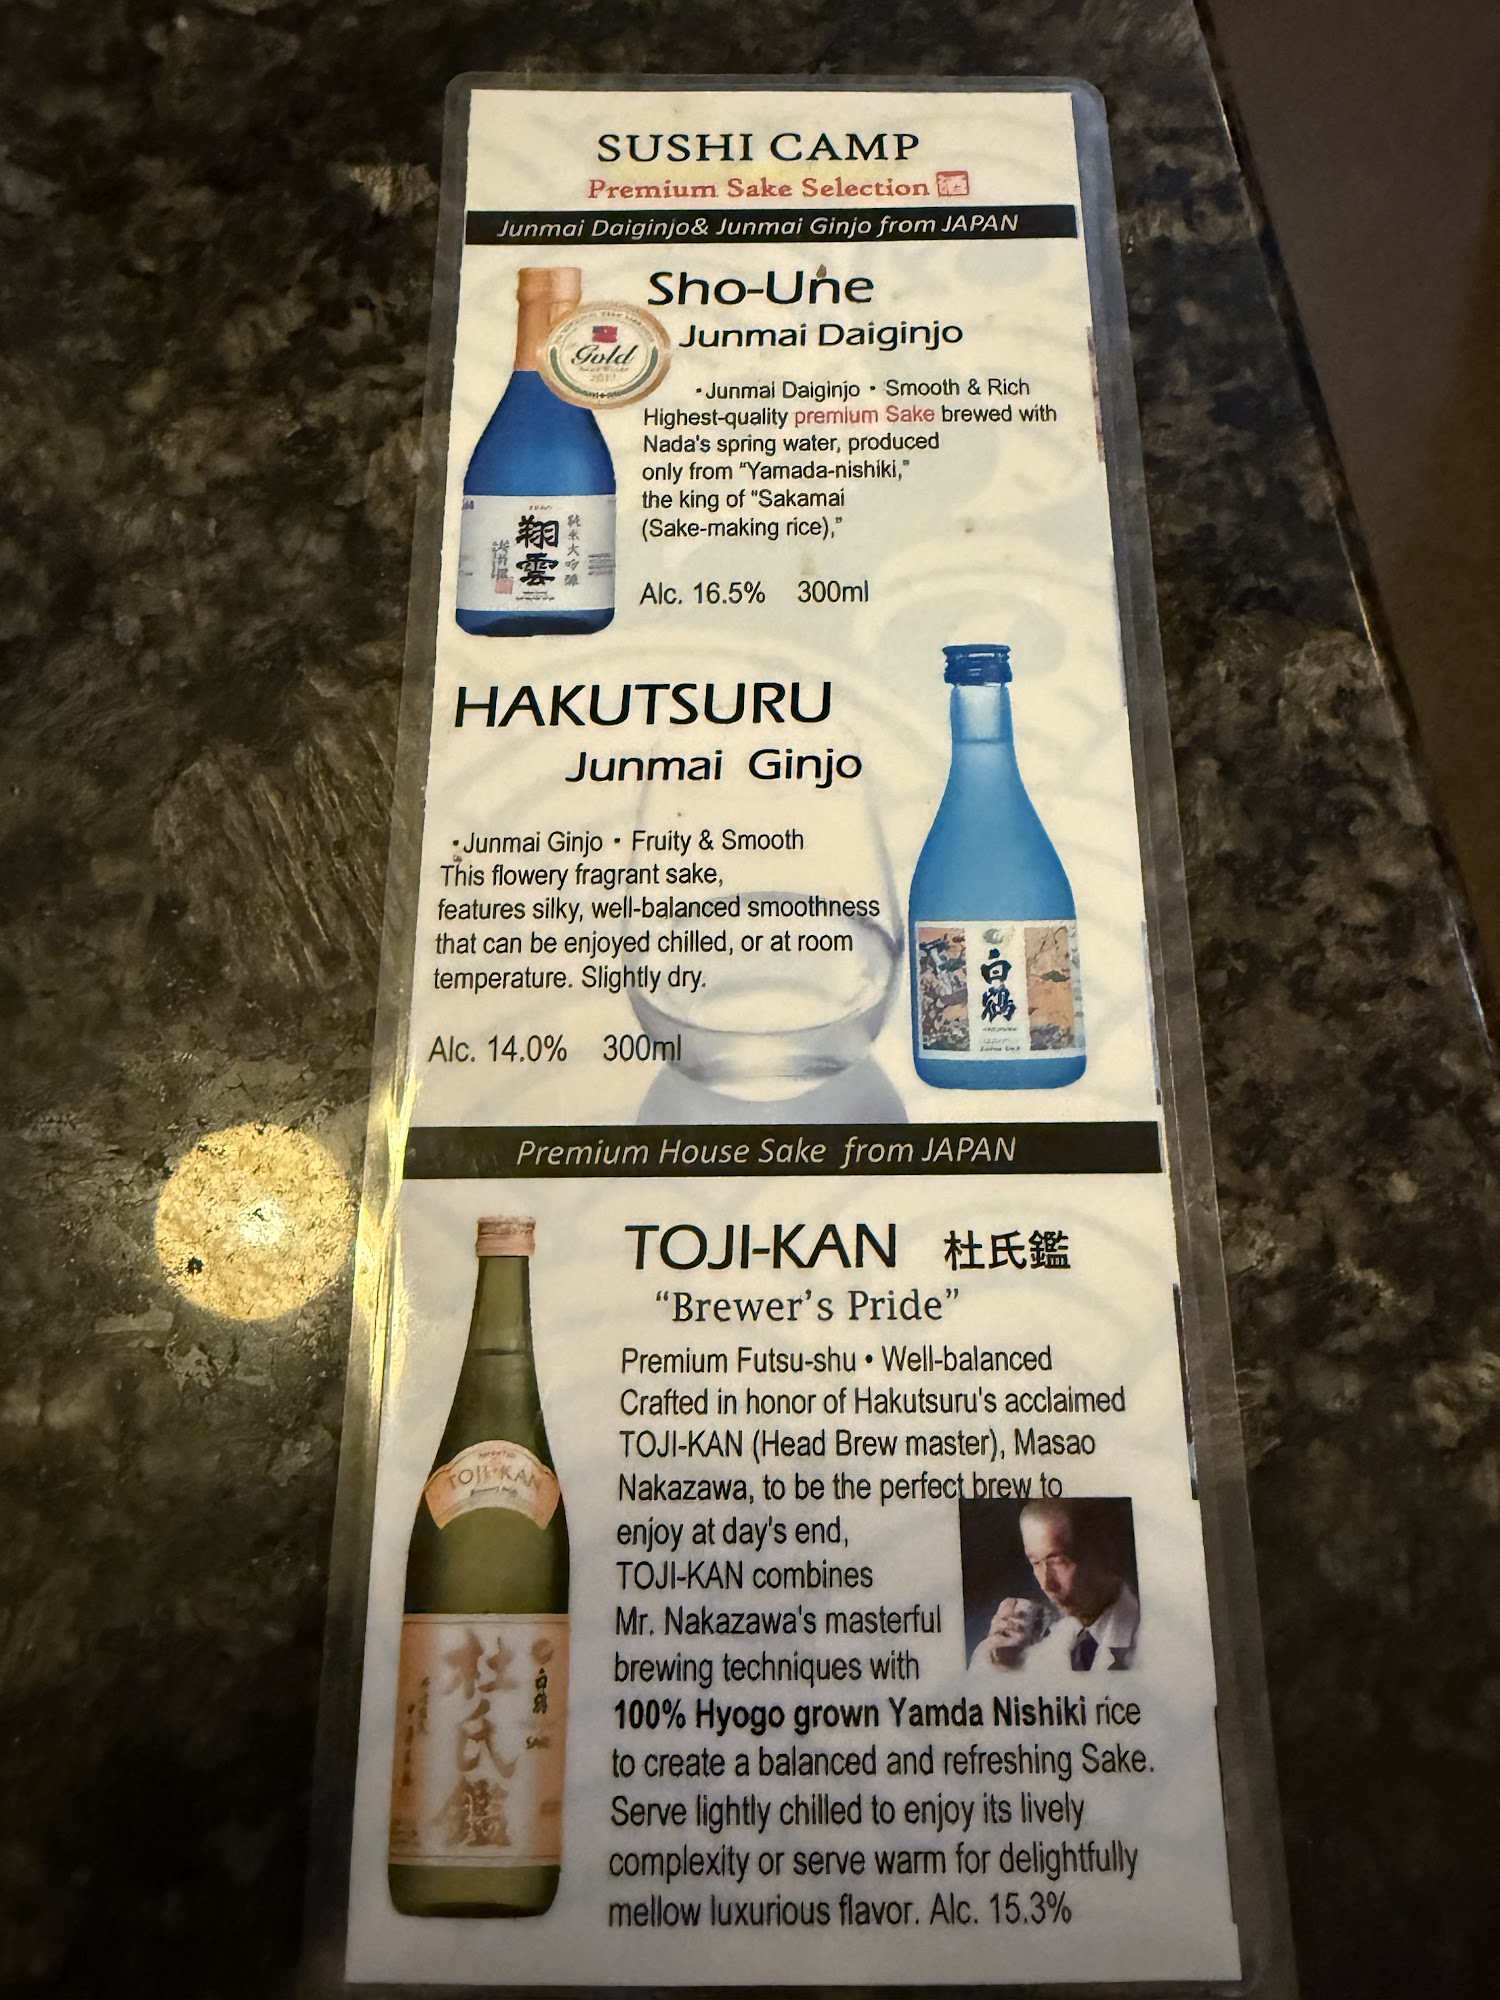 SUSHI CAMP
Premium Sake Selection 酒
Junmai Daiginjo& Junmai Ginjo from JAPAN
Sho-Une
Junmai Daiginjo
Gold
・Junmai Daiginjo・Smooth & Rich
Highest-quality premium Sake brewed with
Nada's spring water, produced
only from “Yamada-nishiki,”
the king of “Sakamai
(Sake-making rice),”
Alc. 16.5% 300ml
翔雲
純米大吟醸
HAKUTSURU
Junmai Ginjo
・Junmai Ginjo・Fruity & Smooth
This flowery fragrant sake,
features silky, well-balanced smoothness
that can be enjoyed chilled, or at room
temperature. Slightly dry.
Alc. 14.0% 300ml
白鶴
Premium House Sake from JAPAN
TOJI-KAN 杜氏鑑
“Brewer’s Pride”
Premium Futsu-shu • Well-balanced
Crafted in honor of Hakutsuru's acclaimed
TOJI-KAN (Head Brew master), Masao
Nakazawa, to be the perfect brew to
enjoy at day's end,
TOJI-KAN combines
Mr. Nakazawa's masterful
brewing techniques with
100% Hyogo grown Yamda Nishiki rice
to create a balanced and refreshing Sake.
Serve lightly chilled to enjoy its lively
complexity or serve warm for delightfully
mellow luxurious flavor. Alc. 15.3%
TOJI-KAN
杜氏鑑
白鶴